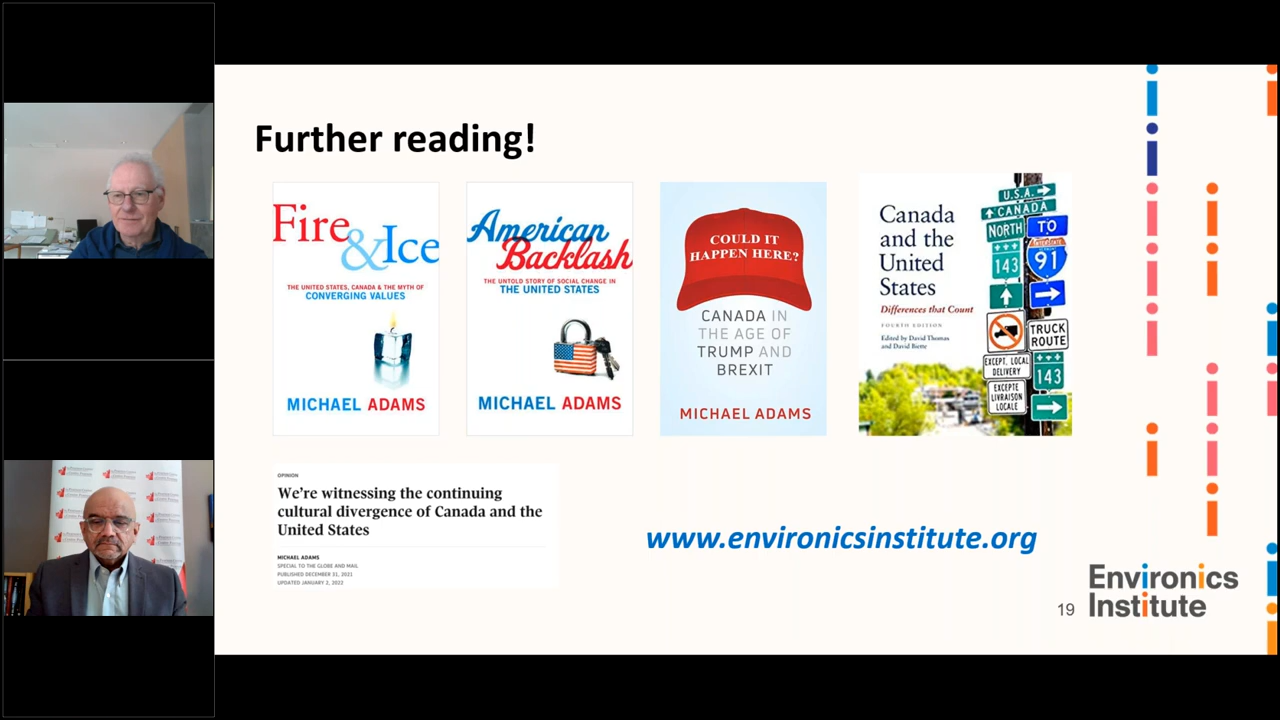 Further reading!
Fire
&Ice
THE UNITED STATES, CANADA & THE MYTH OF
CONVERGING VALUES
MICHAEL ADAMS
American
Backlash
THE UNTOLD STORY OF SOCIAL CHANGE IN
THE UNITED STATES
MICHAEL ADAMS
COULD IT
HAPPEN HERE?
CANADA IN
THE AGE OF
TRUMP AND
BREXIT
MICHAEL ADAMS
Canada
and the
United
States
Differences that Count
FOURTH EDITION
Edited by David Thomas
and David Biette
U.S.A.
CANADA
NORTH
TO
143
INTERSTATE
91
TRUCK
ROUTE
EXCEPT. LOCAL
DELIVERY
EXCEPTÉ
LIVRAISON
LOCALE
143
OPINION
We're witnessing the continuing
cultural divergence of Canada and the
United States
MICHAEL ADAMS
SPECIAL TO THE GLOBE AND MAIL
PUBLISHED DECEMBER 31, 2021
UPDATED JANUARY 2, 2022
www.environicsinstitute.org
19
Environics
Institute